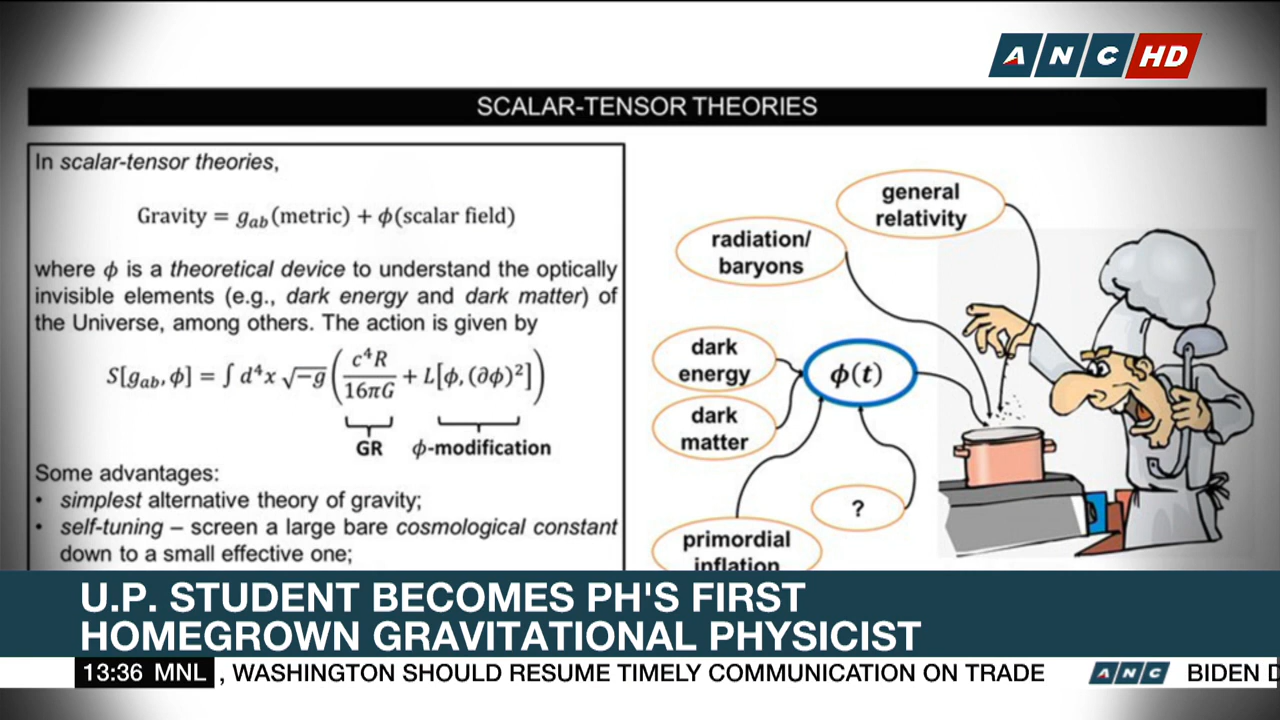 ANC HD
SCALAR-TENSOR THEORIES
In scalar-tensor theories,
Gravity = g_ab(metric) + ϕ(scalar field)
where ϕ is a theoretical device to understand the optically
invisible elements (e.g., dark energy and dark matter) of
the Universe, among others. The action is given by
S[g_ab, ϕ] = ∫ d⁴x √−g (c⁴R/16πG + L[ϕ, (∂ϕ)²])
GR ϕ-modification
Some advantages:
• simplest alternative theory of gravity;
• self-tuning – screen a large bare cosmological constant
down to a small effective one;
general
relativity
radiation/
baryons
dark
energy
ϕ(t)
dark
matter
?
primordial
inflation
U.P. STUDENT BECOMES PH'S FIRST
HOMEGROWN GRAVITATIONAL PHYSICIST
13:36 MNL , WASHINGTON SHOULD RESUME TIMELY COMMUNICATION ON TRADE ANC BIDEN D